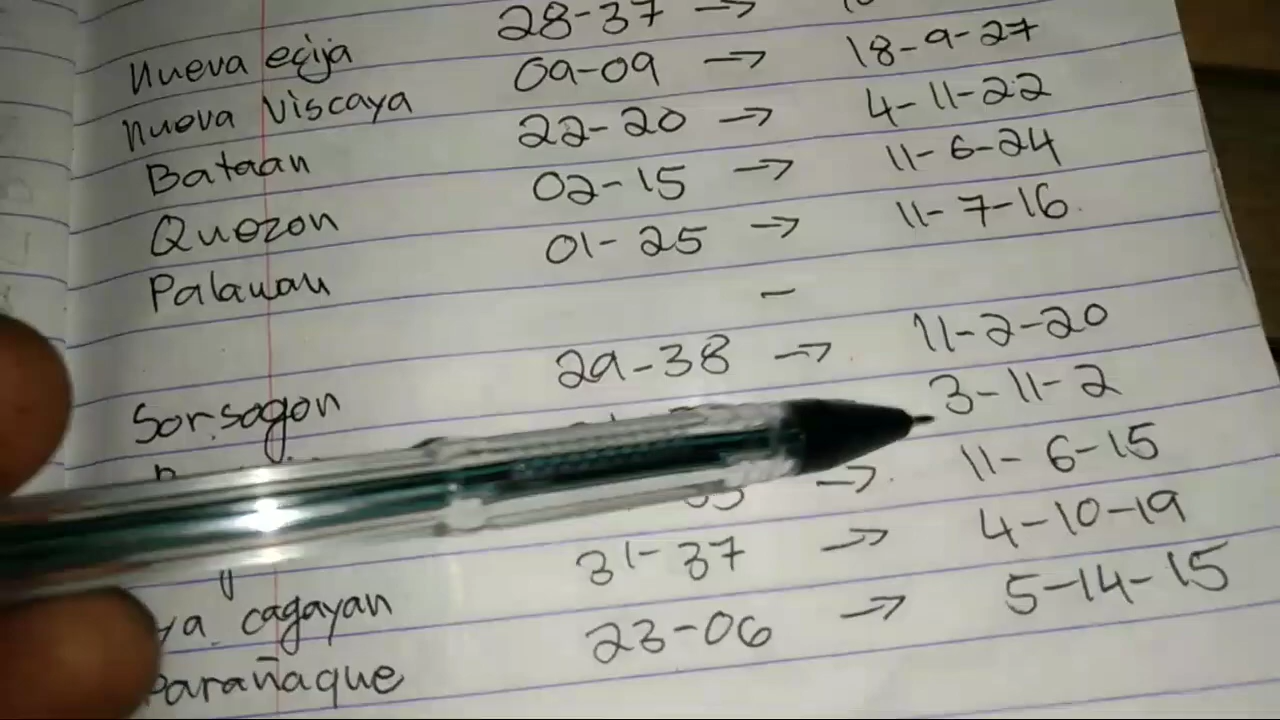 Nueva ecija 28-37 →
Nueva Viscaya 09-09 → 18-9-27
Bataan 22-20 → 4-11-22
Quezon 02-15 → 11-6-24
Palawan 01-25 → 11-7-16
-
Sorsogon 29-38 → 11-2-20
3-11-2
→ 11-6-15
cagayan 31-37 → 4-10-19
Parañaque 23-06 → 5-14-15